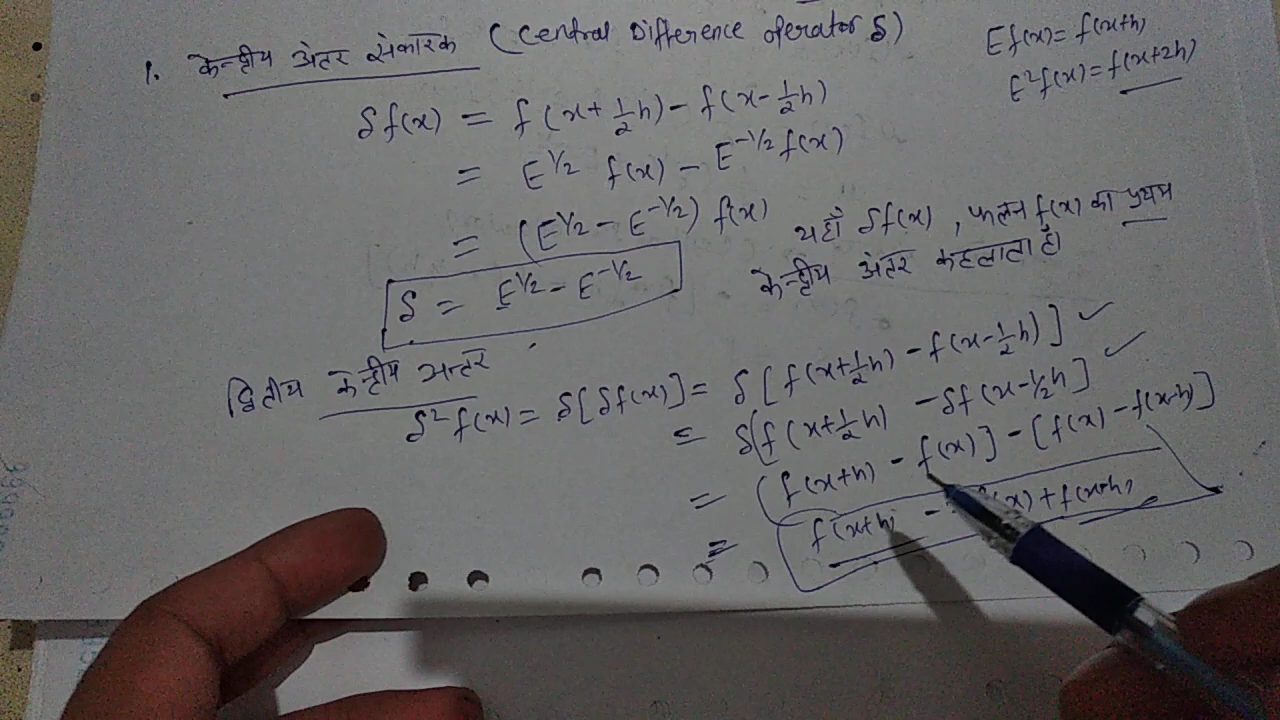 1. केन्द्रीय अंतर संकारक (Central Difference operator δ)
Ef(x) = f(x+h)
E²f(x) = f(x+2h)
δf(x) = f(x+½h) - f(x-½h)
= E^1/2 f(x) - E^-1/2 f(x)
= (E^1/2 - E^-1/2) f(x)
यहाँ δf(x), फलन f(x) का प्रथम
केन्द्रीय अंतर कहलाता है।
δ = E^1/2 - E^-1/2
द्वितीय केन्द्रीय अन्तर
δ²f(x) = δ[δf(x)] = δ[f(x+½h) - f(x-½h)] ✓
= δ[f(x+½h) - δf(x-½h] ✓
= (f(x+h) - f(x)] - [f(x) - f(x-h)]
= f(x+h) -